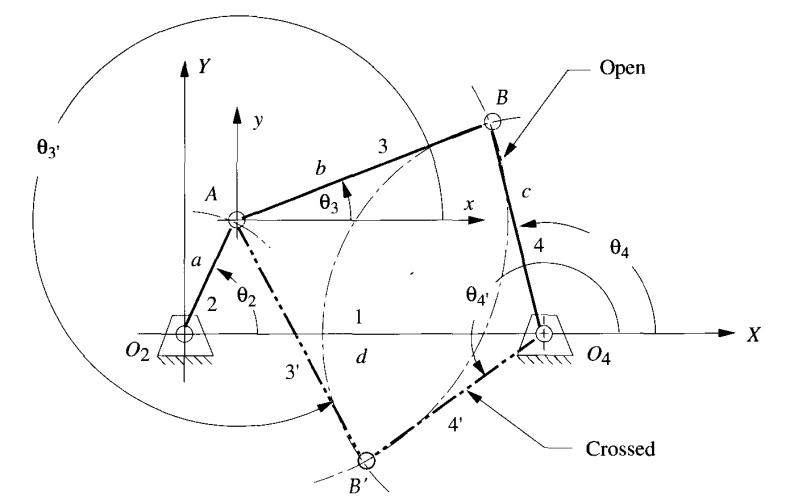 Y
Open
B
y
θ3'
3
A
b
c
θ3
x
a
4
θ4
θ2
θ4'
2
1
X
O2
d
O4
3'
4'
Crossed
B'